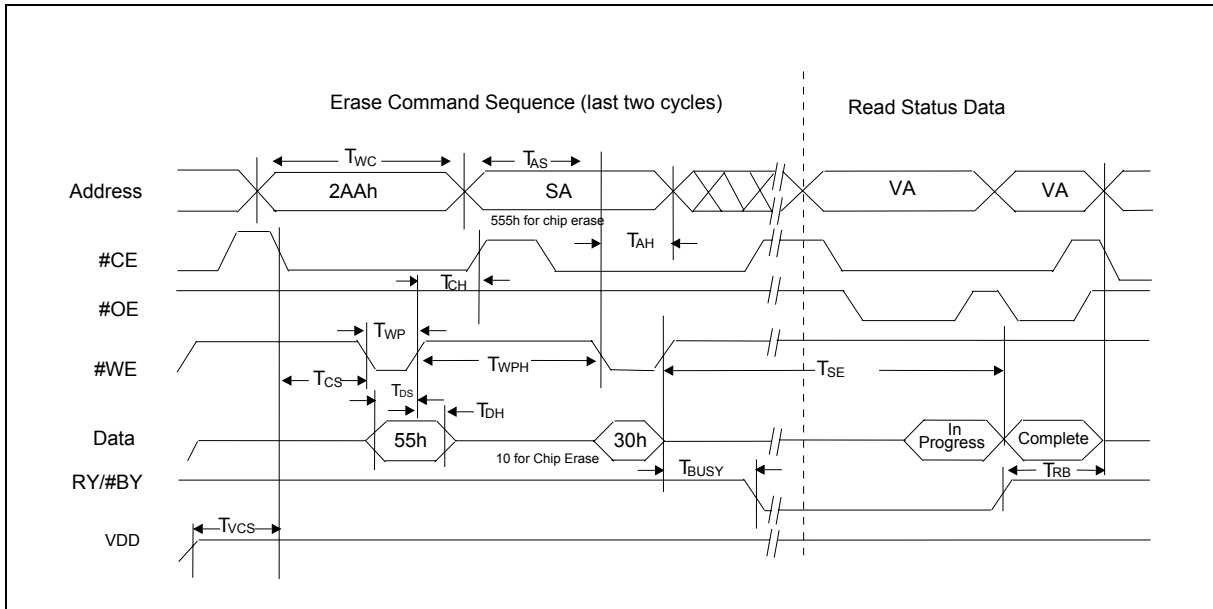 Erase Command Sequence (last two cycles)
Read Status Data
TWC
TAS
Address
2AAh
SA
VA
VA
555h for chip erase
TAH
#CE
TCH
#OE
TWP
#WE
TWPH
TSE
TCS
TDS
TDH
Data
55h
30h
In
Progress
Complete
10 for Chip Erase
TBUSY
TRB
RY/#BY
TVCS
VDD